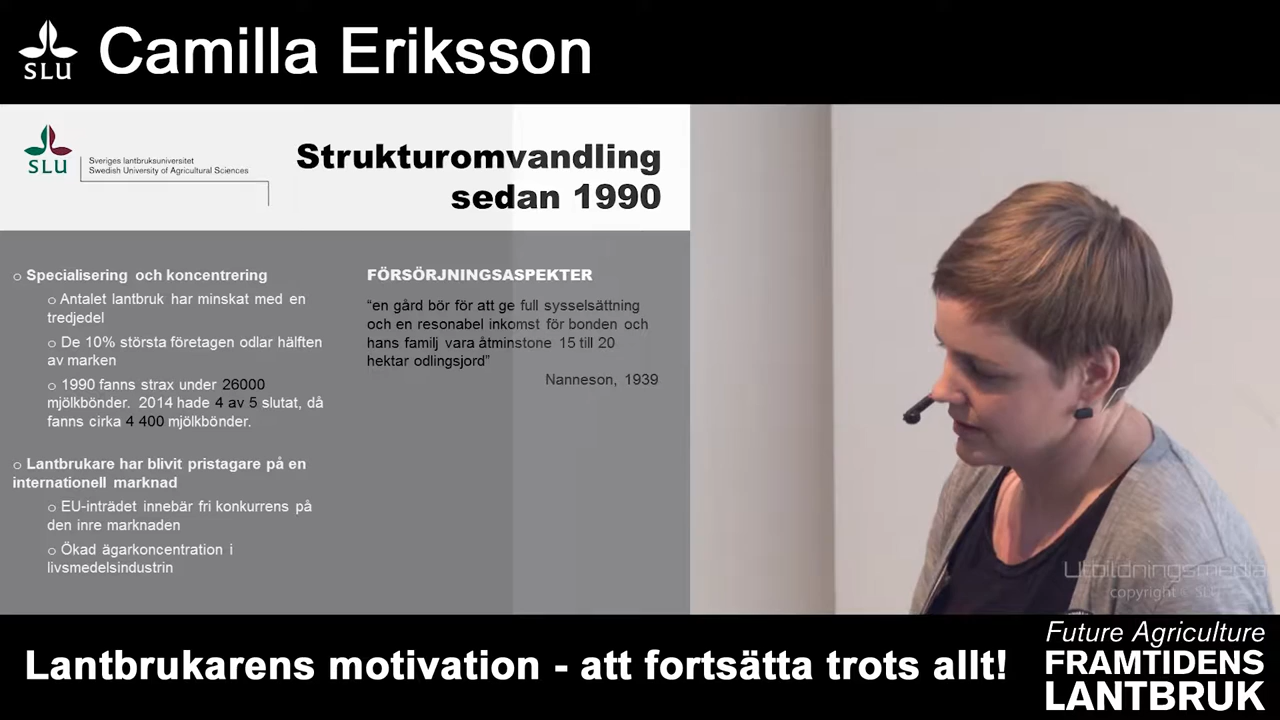 SLU
Camilla Eriksson
SLU
Sveriges lantbruksuniversitet
Swedish University of Agricultural Sciences
Strukturomvandling
sedan 1990
o Specialisering och koncentrering
o Antalet lantbruk har minskat med en
tredjedel
o De 10% största företagen odlar hälften
av marken
o 1990 fanns strax under 26000
mjölkbönder. 2014 hade 4 av 5 slutat, då
fanns cirka 4 400 mjölkbönder.
o Lantbrukare har blivit pristagare på en
internationell marknad
o EU-inträdet innebär fri konkurrens på
den inre marknaden
o Ökad ägarkoncentration i
livsmedelsindustrin
FÖRSÖRJNINGSASPEKTER
“en gård bör för att ge full sysselsättning
och en resonabel inkomst för bonden och
hans familj vara åtminstone 15 till 20
hektar odlingsjord”
Nanneson, 1939
Utbildningsmedia
copyright © SLU
Lantbrukarens motivation - att fortsätta trots allt!
Future Agriculture
FRAMTIDENS
LANTBRUK